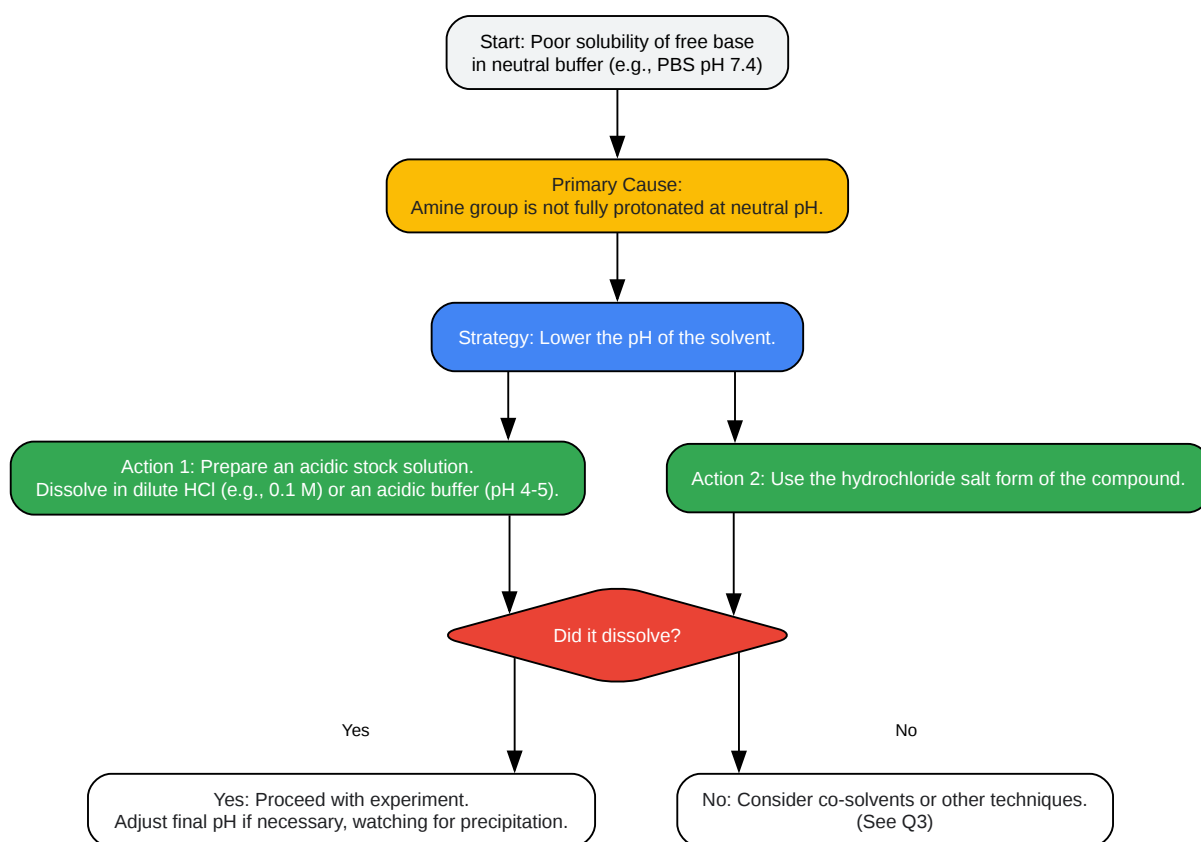 Start: Poor solubility of free base
in neutral buffer (e.g., PBS pH 7.4)
Primary Cause:
Amine group is not fully protonated at neutral pH.
Strategy: Lower the pH of the solvent.
Action 1: Prepare an acidic stock solution.
Dissolve in dilute HCl (e.g., 0.1 M) or an acidic buffer (pH 4-5).
Action 2: Use the hydrochloride salt form of the compound.
Did it dissolve?
Yes
No
Yes: Proceed with experiment.
Adjust final pH if necessary, watching for precipitation.
No: Consider co-solvents or other techniques.
(See Q3)